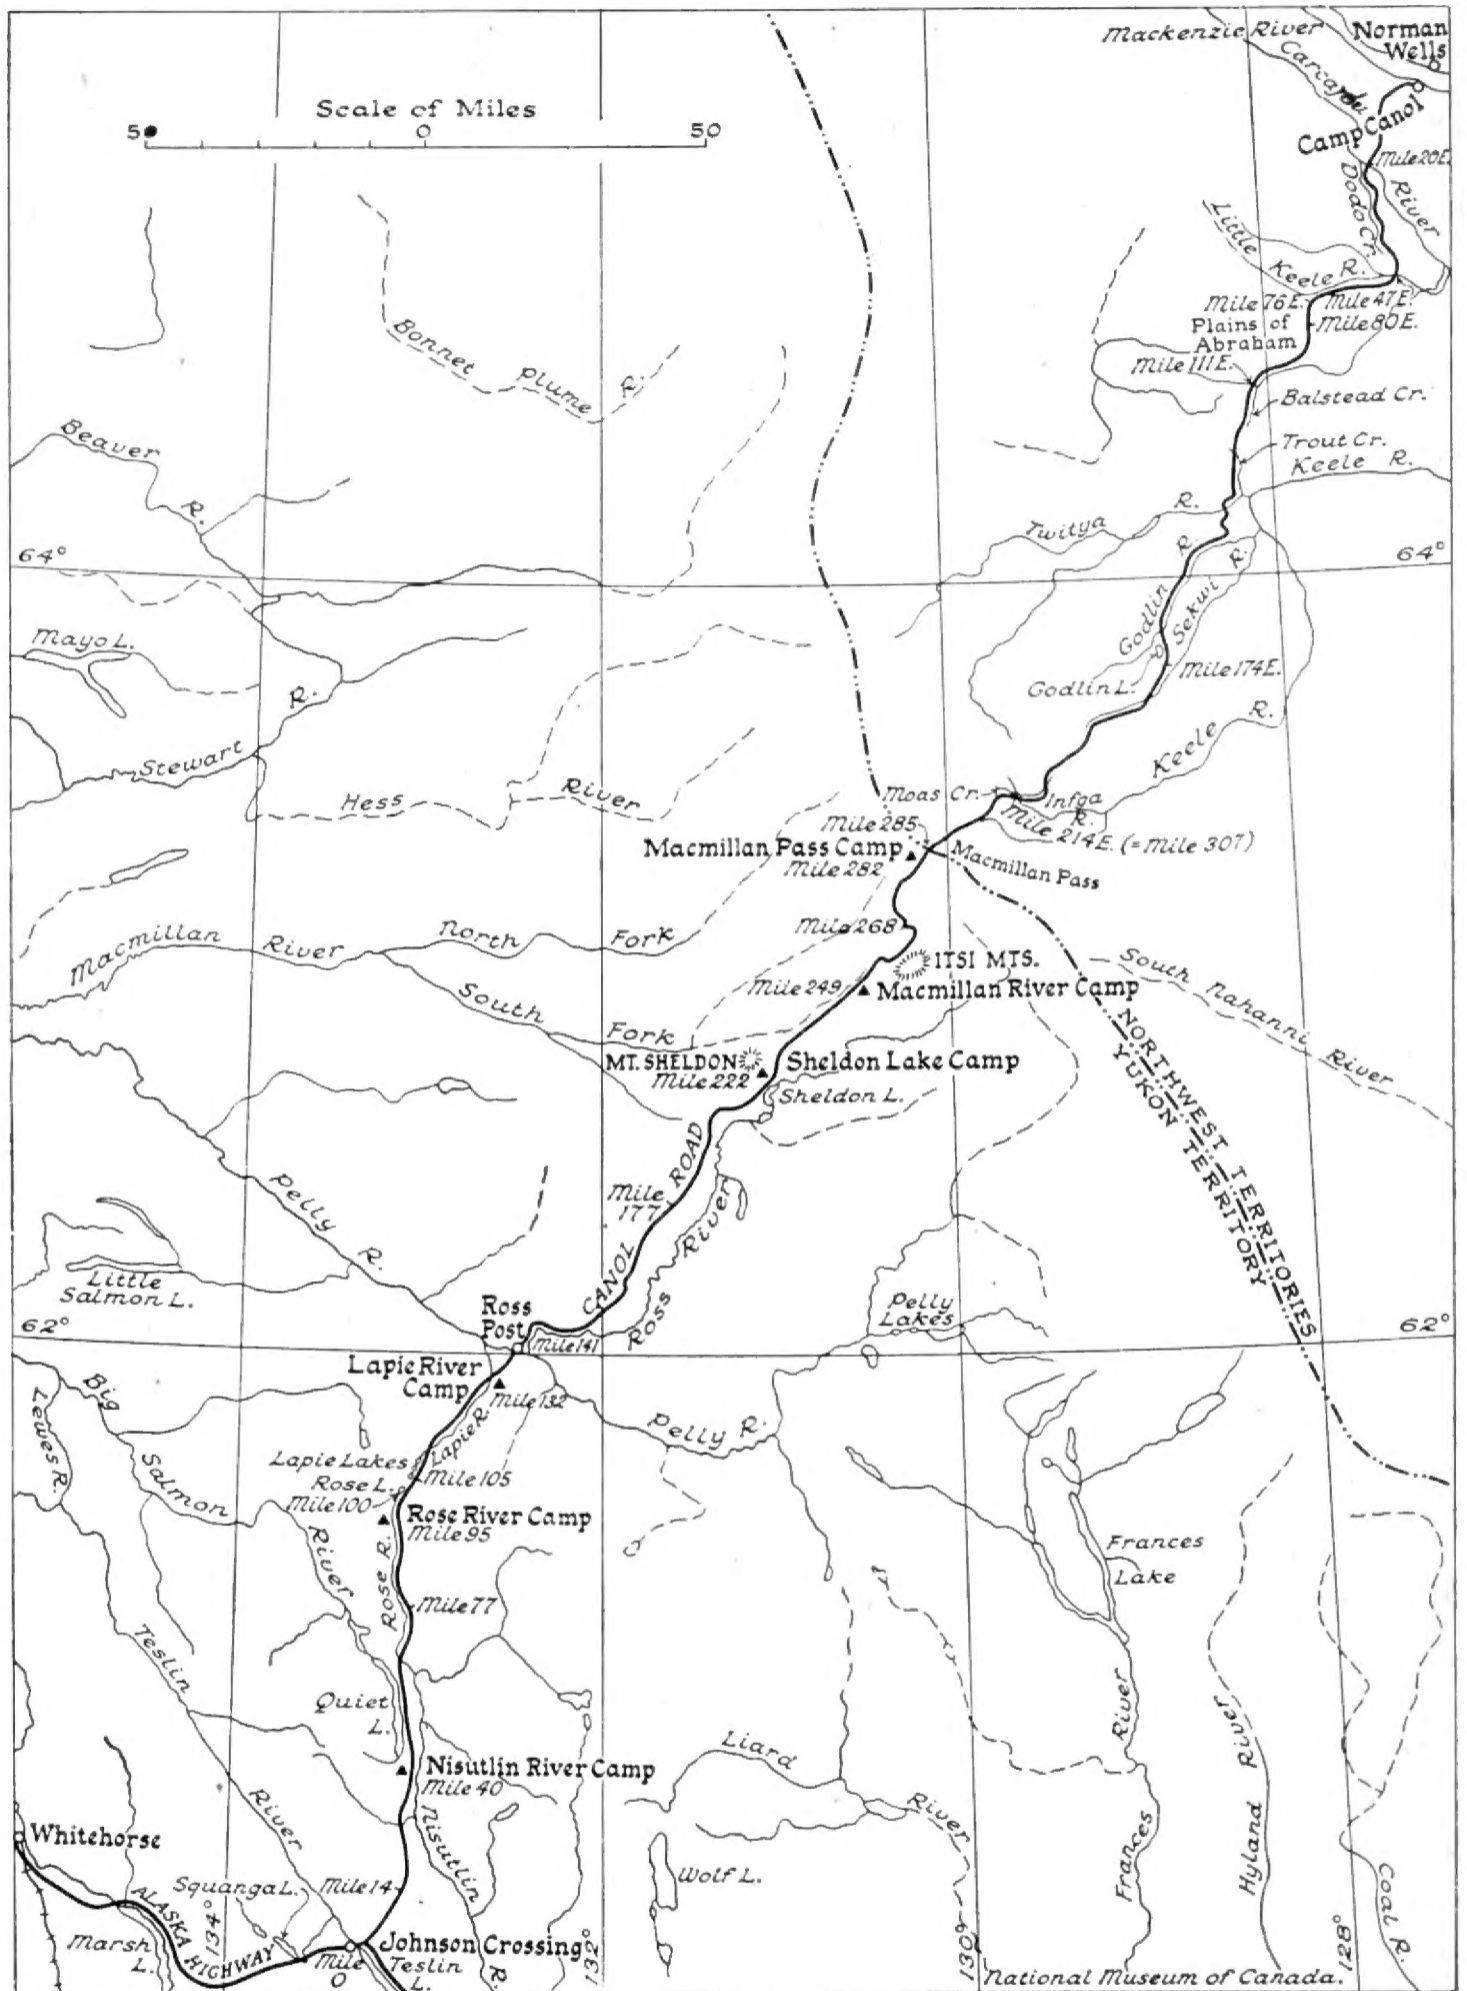 Mackenzie River
Norman
Wells
Carcajou
River
Scale of Miles
50
0
50
Camp Canol
Mile 20E.
Dodo Cr.
Little
Keele R.
Mile 76E.
Mile 47E.
Plains of
Abraham
Mile 80E.
Mile 111E.
Bonnet
Plume
R.
Balstead Cr.
Beaver
R.
Trout Cr.
Keele R.
Twitya
R.
64°
64°
Godlin
R.
Sekwi
R.
Mayo L.
Mile 174E.
Godlin L.
R.
Keele
R.
Stewart
Hess
River
Moas Cr.
Infga
R.
Mile 285
Mile 214E. (= Mile 307)
Macmillan Pass Camp
Mile 282
Macmillan Pass
Macmillan
River
North
Fork
Mile 268
ITSI MTS.
South
Nahanni
River
Mile 249
Macmillan River Camp
South
Fork
NORTHWEST TERRITORIES
YUKON TERRITORY
MT. SHELDON
Mile 222
Sheldon Lake Camp
Sheldon L.
Pelly
R.
Mile
177
CANOL ROAD
Ross River
Little
Salmon L.
Pelly
Lakes
Ross
Post
62°
62°
Mile 141
Lapie River
Camp
Mile 132
Big
Salmon
River
Lewes R.
Pelly R.
Lapie R.
Lapie Lakes
Rose L.
Mile 105
Mile 100
Rose River Camp
Mile 95
Rose R.
Frances
Lake
Mile 77
Teslin
River
Quiet
L.
Nisutlin River Camp
Mile 40
Nisutlin
R.
Liard
River
Frances
River
Hyland River
Whitehorse
Squanga L.
Mile 14
Wolf L.
Coal R.
ALASKA HIGHWAY
Marsh
L.
134°
Johnson Crossing
Mile
0
Teslin
L.
132°
130°
128°
National Museum of Canada.